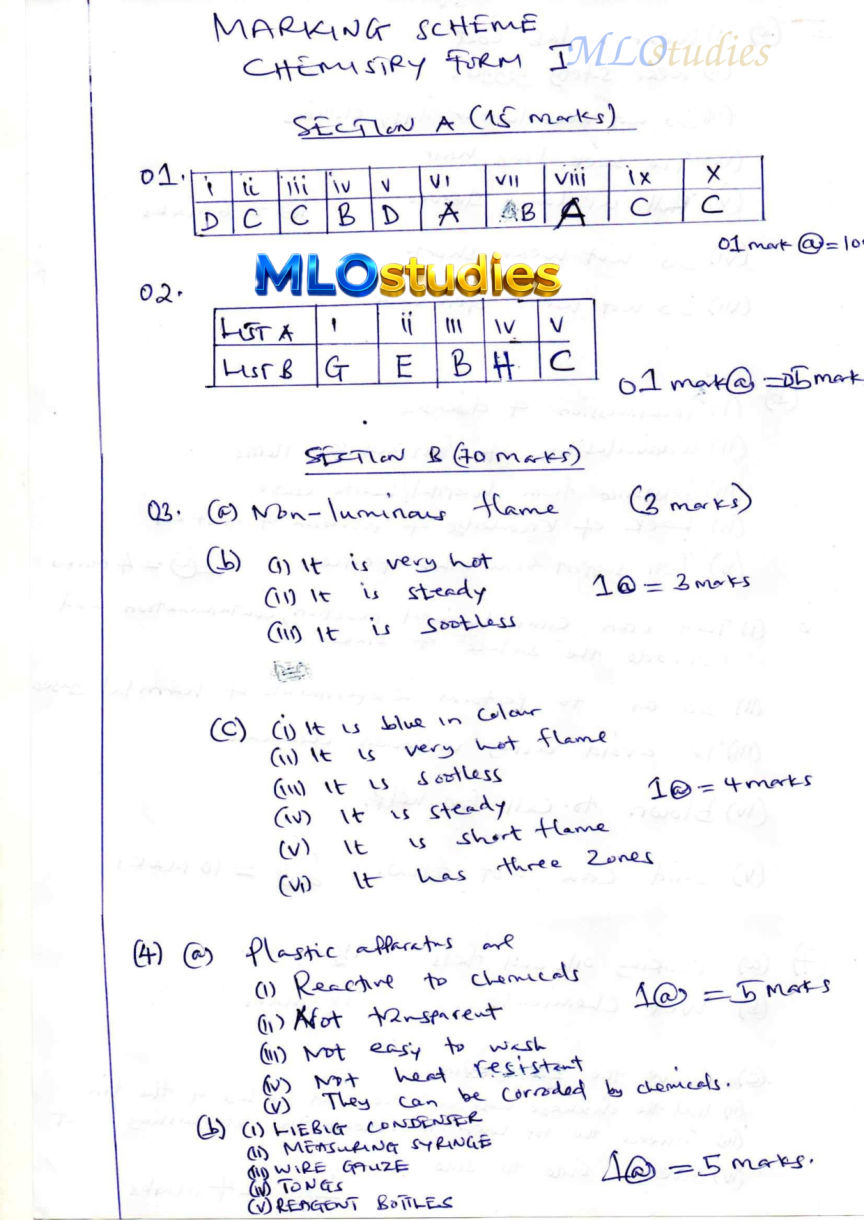 MARKING SCHEME
CHEMISTRY FORM I
MLOstudies
SECTION A (15 marks)
01. i ii iii iv v vi vii viii ix x
D C C B D A B A C C
01 mark @ = 10
MLOstudies
02.
LIST A i ii iii iv v
LIST B G E B H C
01 mark @ = 05 mark
SECTION B (70 marks)
03. (a) Non-luminous flame (3 marks)
(b) (i) It is very hot
(ii) It is steady 1@ = 3 marks
(iii) It is sootless
(C) (i) It is blue in colour
(ii) It is very hot flame
(iii) It is sootless
1@ = 4 marks
(iv) It is steady
(v) It is short flame
(vi) It has three zones
(4) (a) Plastic apparatus are
(i) Reactive to chemicals
1@ = 5 marks
(ii) Not transparent
(iii) Not easy to wash
(iv) Not heat resistant
(v) They can be corroded by chemicals.
(b) (i) LIEBIG CONDENSER
(ii) MEASURING SYRINGE
(iii) WIRE GAUZE 1@ = 5 marks.
(iv) TONGS
(v) REAGENT BOTTLES